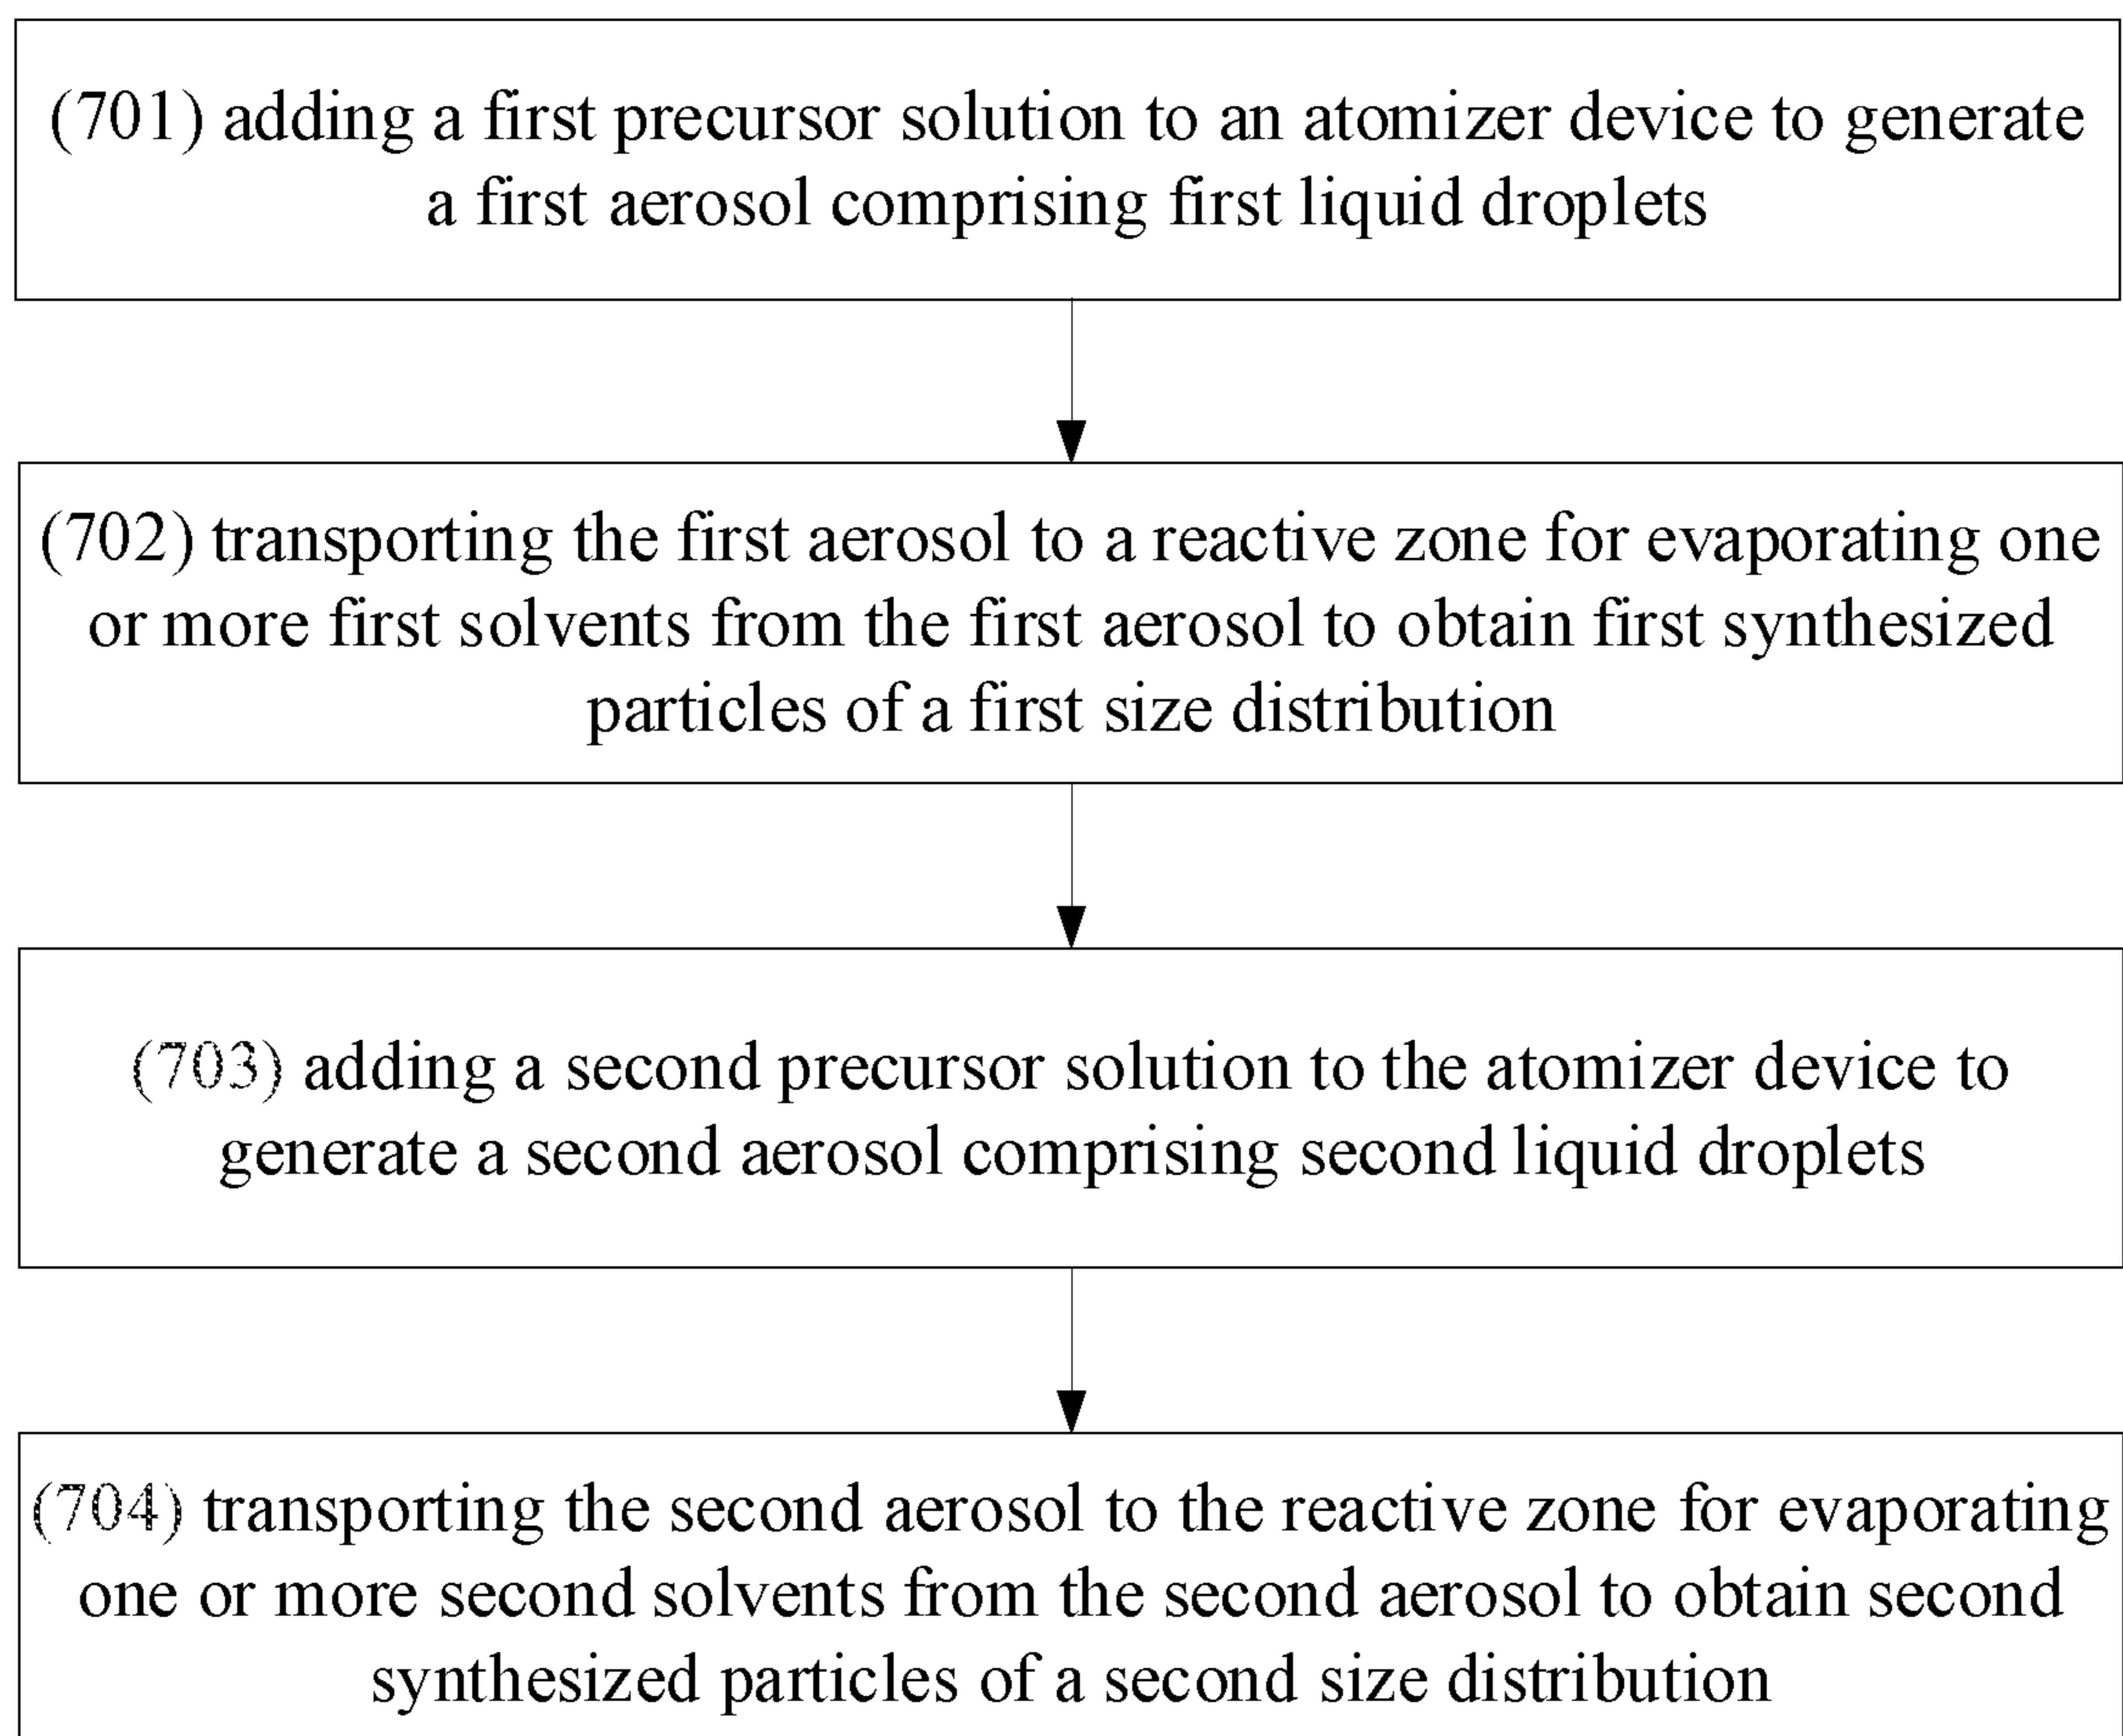 (701) adding a first precursor solution to an atomizer device to generate
a first aerosol comprising first liquid droplets
(702) transporting the first aerosol to a reactive zone for evaporating one
or more first solvents from the first aerosol to obtain first synthesized
particles of a first size distribution
(703) adding a second precursor solution to the atomizer device to
generate a second aerosol comprising second liquid droplets
(704) transporting the second aerosol to the reactive zone for evaporating
one or more second solvents from the second aerosol to obtain second
synthesized particles of a second size distribution